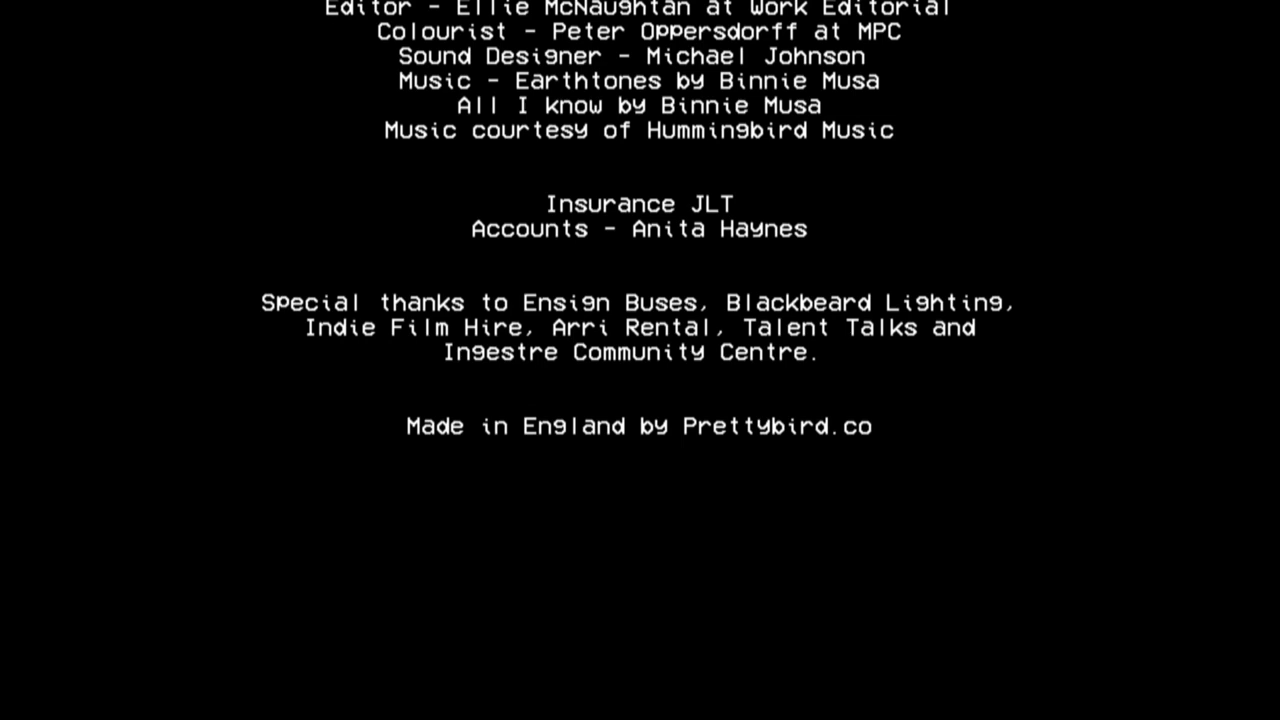 Editor - Ellie McNaughtan at Work Editorial
Colourist - Peter Oppersdorff at MPC
Sound Designer - Michael Johnson
Music - Earthtones by Binnie Musa
All I know by Binnie Musa
Music courtesy of Hummingbird Music
Insurance JLT
Accounts - Anita Haynes
Special thanks to Ensign Buses, Blackbeard Lighting,
Indie Film Hire, Arri Rental, Talent Talks and
Ingestre Community Centre.
Made in England by Prettybird.co